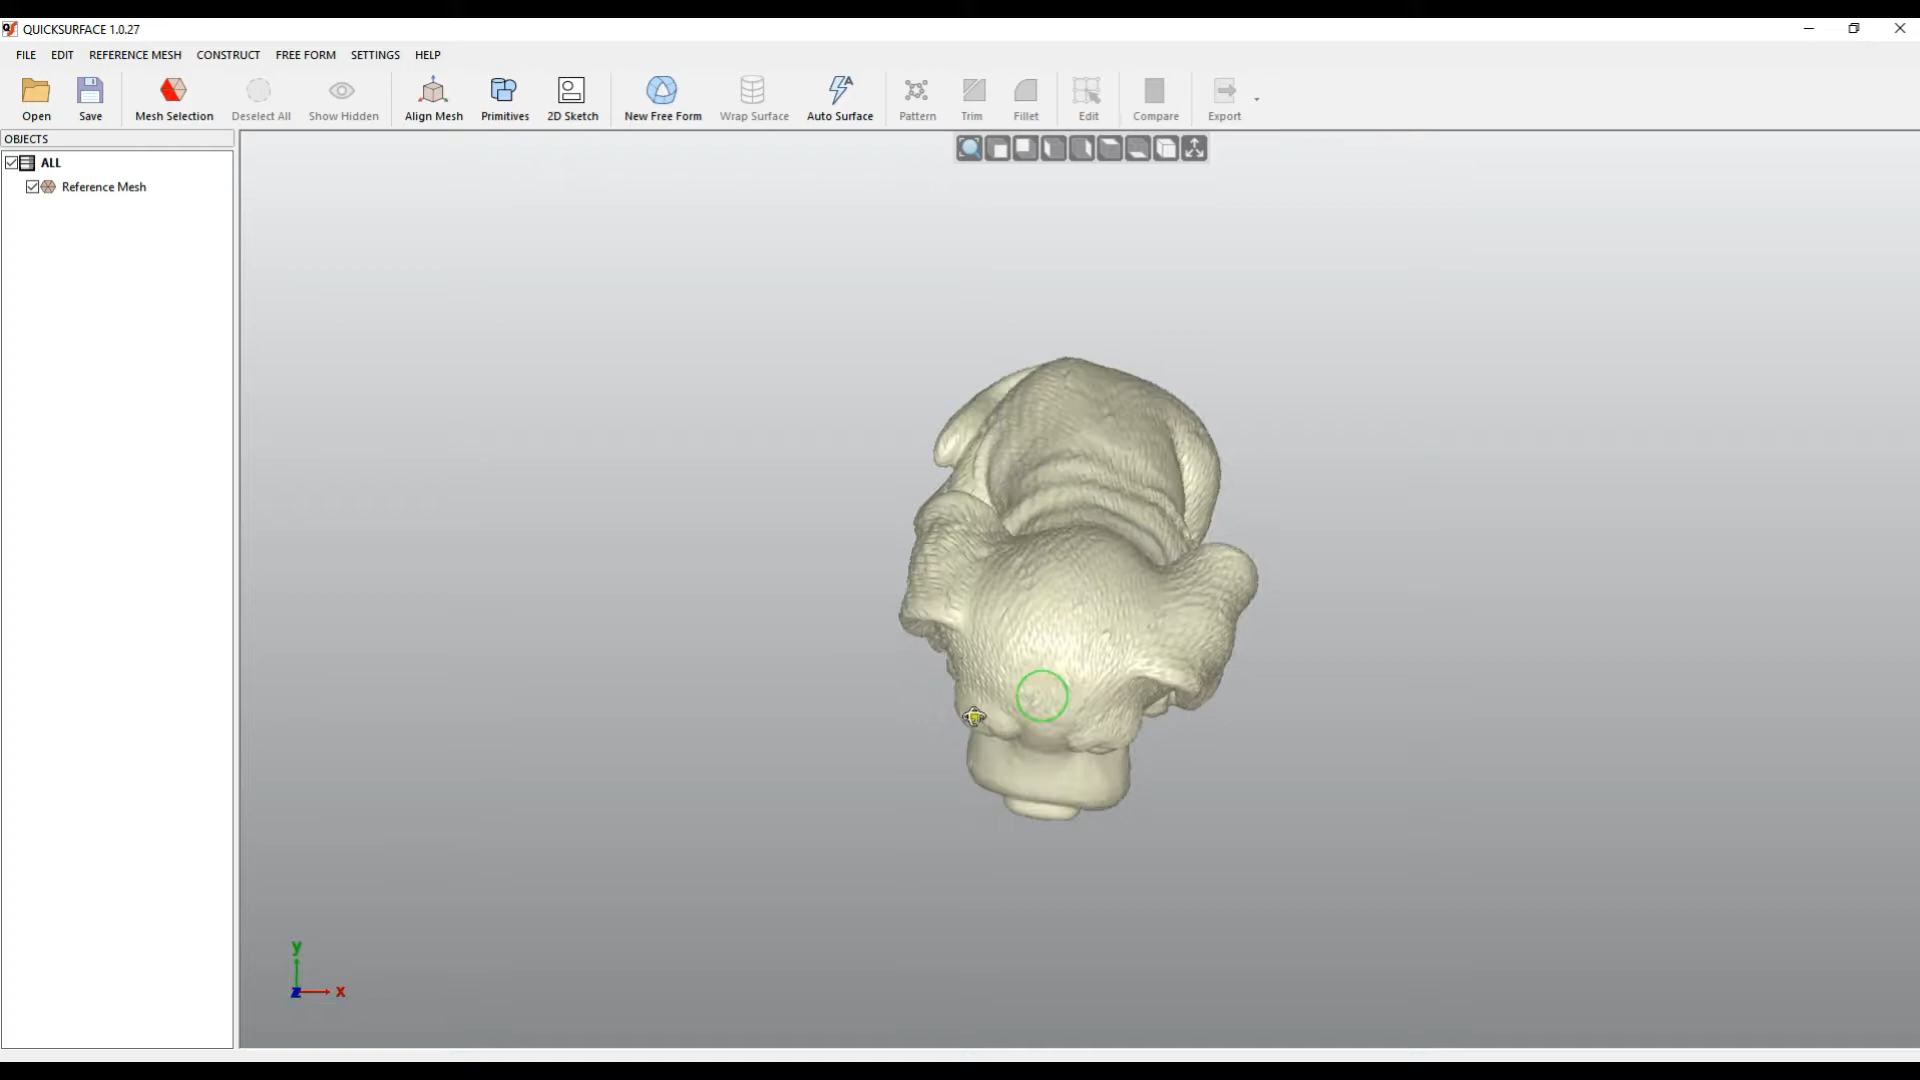 QUICKSURFACE 1.0.27
FILE EDIT REFERENCE MESH CONSTRUCT FREE FORM SETTINGS HELP
Open Save Mesh Selection Deselect All Show Hidden Align Mesh Primitives 2D Sketch New Free Form Wrap Surface Auto Surface Pattern Trim Fillet Edit Compare Export
OBJECTS
ALL
Reference Mesh
y
z x